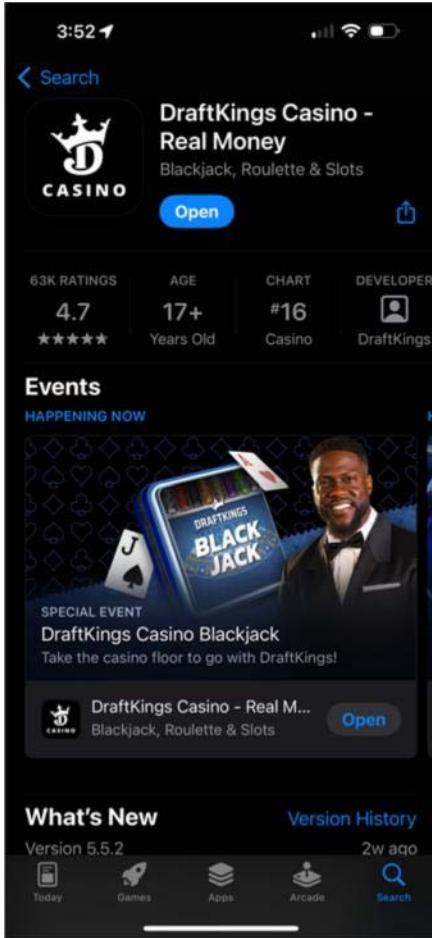 3:52
Search
CASINO
DraftKings Casino -
Real Money
Blackjack, Roulette & Slots
Open
63K RATINGS
AGE
CHART
DEVELOPER
4.7
17+
#16
★★★★★
Years Old
Casino
DraftKings
Events
HAPPENING NOW
DRAFTKINGS
BLACK
JACK
J
A
SPECIAL EVENT
DraftKings Casino Blackjack
Take the casino floor to go with DraftKings!
CASINO
DraftKings Casino - Real M...
Blackjack, Roulette & Slots
Open
What's New
Version History
Version 5.5.2
2w ago
Today
Games
Apps
Arcade
Search